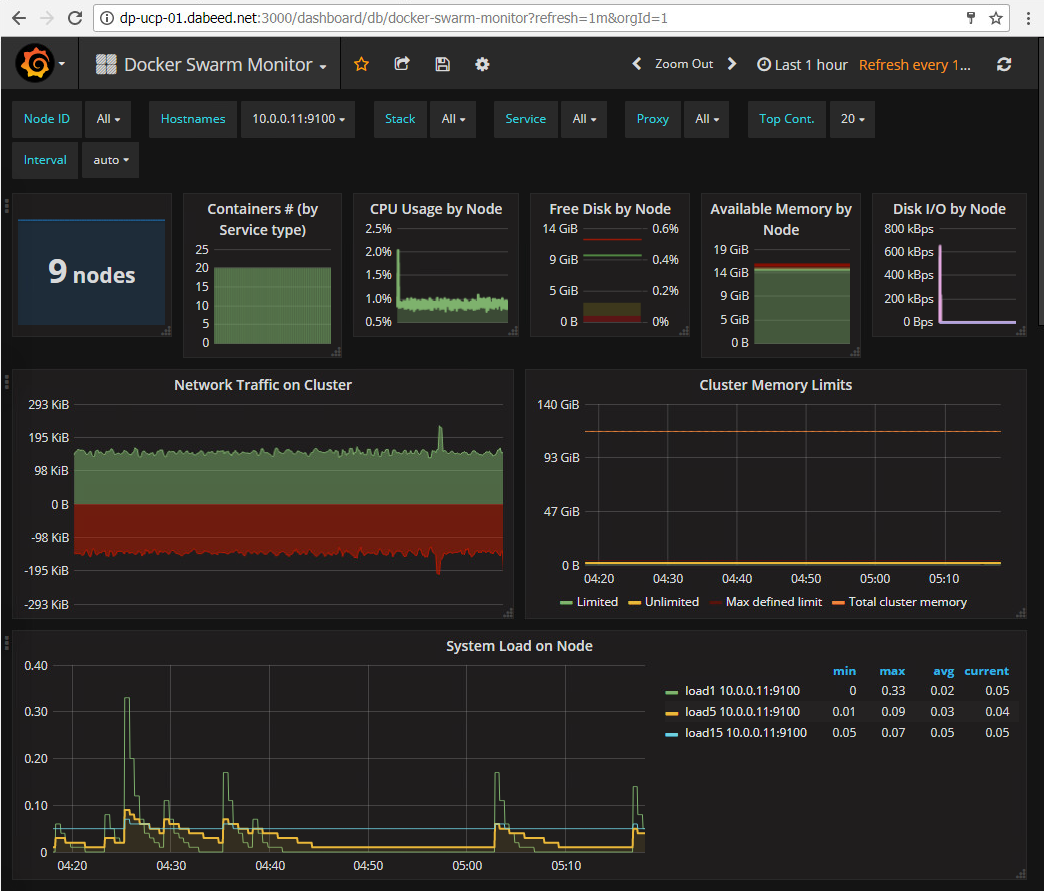 dp-ucp-01.dabeed.net:3000/dashboard/db/docker-swarm-monitor?refresh=1m&orgId=1
Docker Swarm Monitor
Zoom Out
Last 1 hour
Refresh every 1...
Node ID All
Hostnames 10.0.0.11:9100
Stack All
Service All
Proxy All
Top Cont. 20
Interval auto
9 nodes
Containers # (by
Service type)
25
20
15
10
5
0
CPU Usage by Node
2.5%
2.0%
1.5%
1.0%
0.5%
Free Disk by Node
14 GiB 0.6%
9 GiB 0.4%
5 GiB 0.2%
0 B 0%
Available Memory by
Node
19 GiB
14 GiB
9 GiB
5 GiB
0 B
Disk I/O by Node
800 kBps
600 kBps
400 kBps
200 kBps
0 Bps
Network Traffic on Cluster
293 KiB
195 KiB
98 KiB
0 B
-98 KiB
-195 KiB
-293 KiB
Cluster Memory Limits
140 GiB
93 GiB
47 GiB
0 B
04:20 04:30 04:40 04:50 05:00 05:10
Limited Unlimited Max defined limit Total cluster memory
System Load on Node
0.40
0.30
0.20
0.10
0
04:20 04:30 04:40 04:50 05:00 05:10
min max avg current
load1 10.0.0.11:9100 0 0.33 0.02 0.05
load5 10.0.0.11:9100 0.01 0.09 0.03 0.04
load15 10.0.0.11:9100 0.05 0.07 0.05 0.05